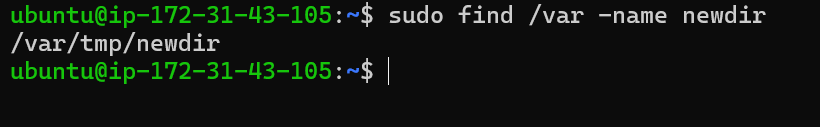 ubuntu@ip-172-31-43-105:~$ sudo find /var -name newdir
/var/tmp/newdir
ubuntu@ip-172-31-43-105:~$